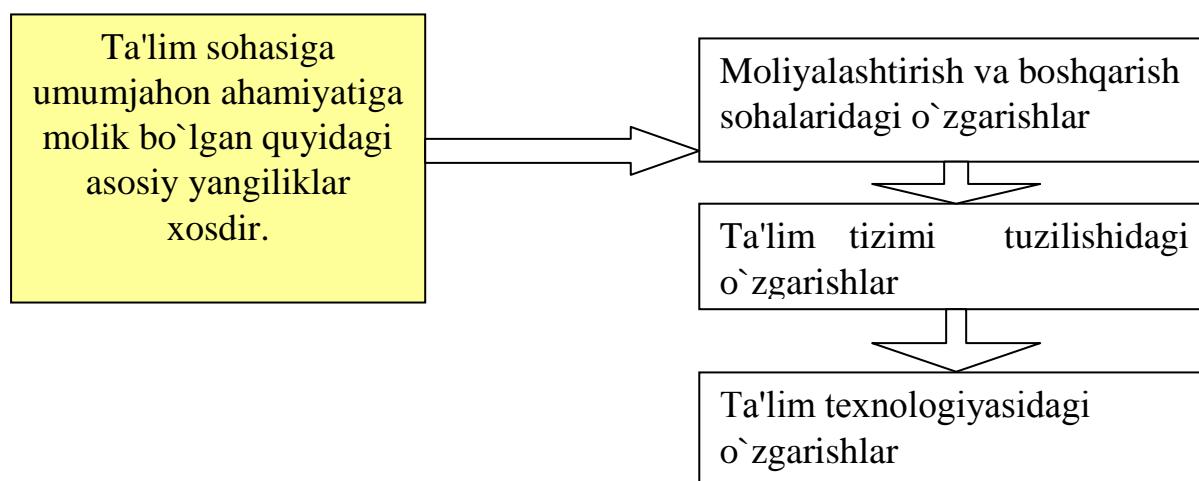 Ta'lim sohasiga
umumjahon ahamiyatiga
molik bo`lgan quyidagi
asosiy yangiliklar
xosdir.
Moliyalashtirish va boshqarish
sohalaridagi o`zgarishlar
Ta'lim tizimi tuzilishidagi
o`zgarishlar
Ta'lim texnologiyasidagi
o`zgarishlar